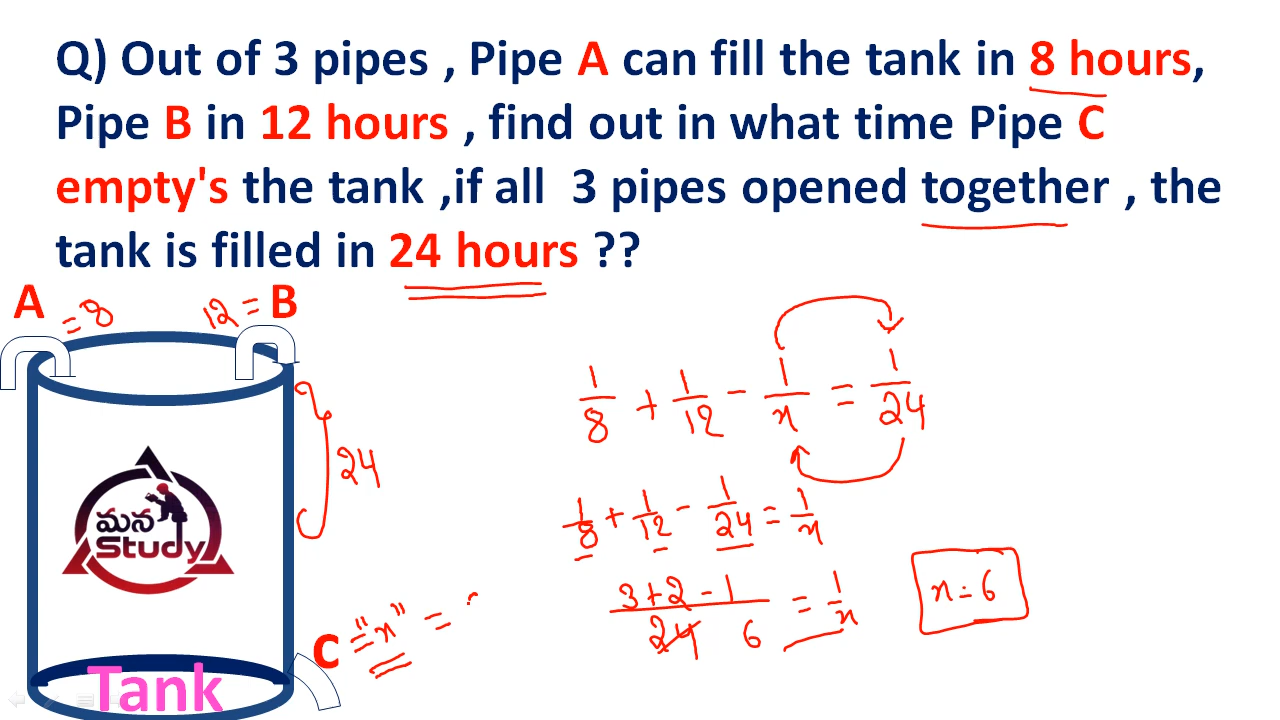 Q) Out of 3 pipes , Pipe A can fill the tank in 8 hours,
Pipe B in 12 hours , find out in what time Pipe C
empty's the tank ,if all 3 pipes opened together , the
tank is filled in 24 hours ??
A = 8
12 = B
24
మన
Study
C = "x" =
Tank
1/8 + 1/12 - 1/x = 1/24
1/8 + 1/12 - 1/24 = 1/x
3+2-1/24 6 = 1/x
x = 6